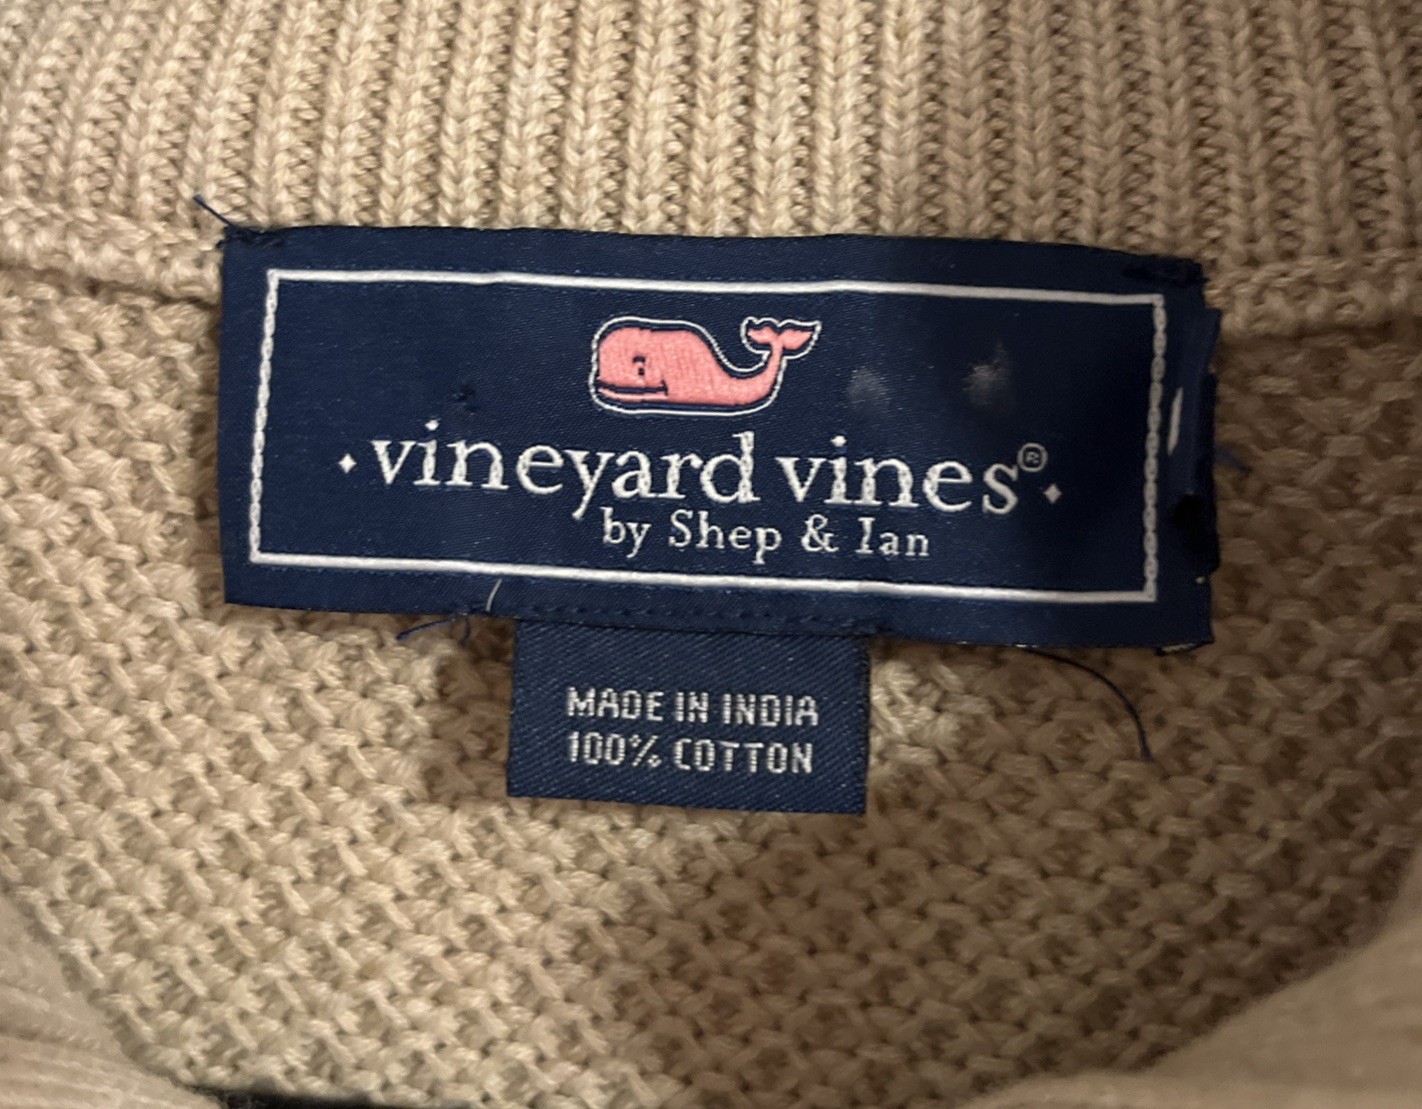 vineyard vines®
by Shep & Ian
MADE IN INDIA
100% COTTON